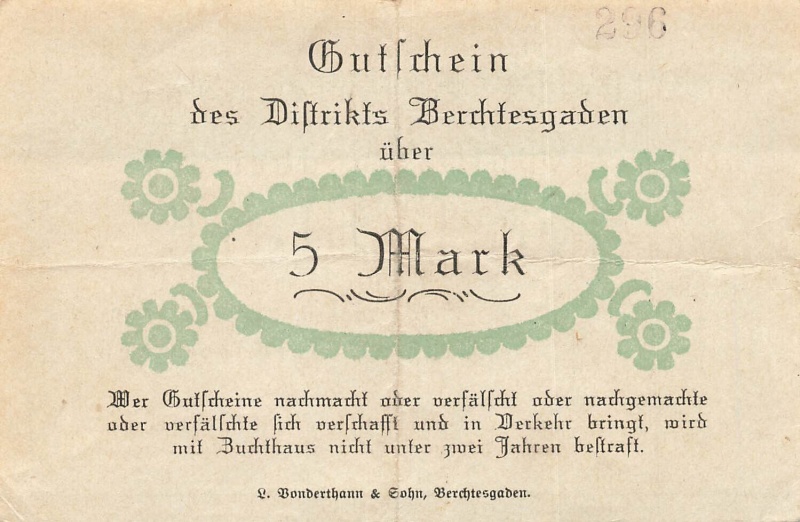 296
Gutschein
des Distrikts Berchtesgaden
über
5 Mark
Wer Gutscheine nachmacht oder verfälscht oder nachgemachte
oder verfälschte sich verschafft und in Verkehr bringt, wird
mit Zuchthaus nicht unter zwei Jahren bestraft.
L. Vonderthann & Sohn, Berchtesgaden.